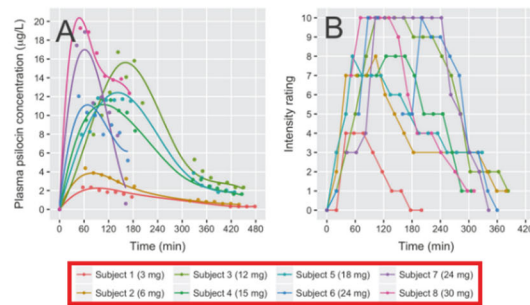 A
B
Plasma psilocin concentration (µg/L)
20
18
16
14
12
10
8
6
4
2
0
0 60 120 180 240 300 360 420 480
Time (min)
Intensity rating
10
9
8
7
6
5
4
3
2
1
0
0 60 120 180 240 300 360 420
Time (min)
Subject 1 (3 mg) Subject 3 (12 mg) Subject 5 (18 mg) Subject 7 (24 mg)
Subject 2 (6 mg) Subject 4 (15 mg) Subject 6 (24 mg) Subject 8 (30 mg)